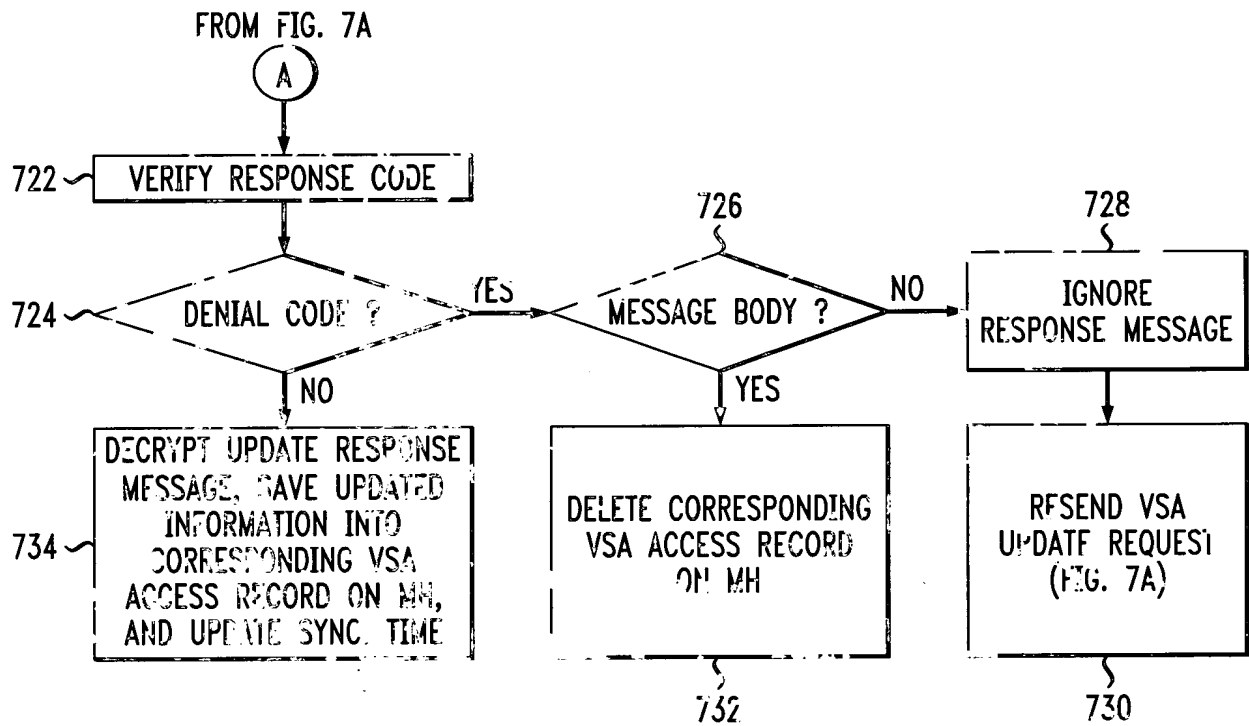 FROM FIG. 7A
A
722
VERIFY RESPONSE CODE
724
DENIAL CODE ?
YES
NO
726
MESSAGE BODY ?
NO
YES
728
IGNORE
RESPONSE MESSAGE
734
DECRYPT UPDATE RESPONSE
MESSAGE, SAVE UPDATED
INFORMATION INTO
CORRESPONDING VSA
ACCESS RECORD ON MH,
AND UPDATE SYNC. TIME
DELETE CORRESPONDING
VSA ACCESS RECORD
ON MH
732
RESEND VSA
UPDATE REQUEST
(FIG. 7A)
730